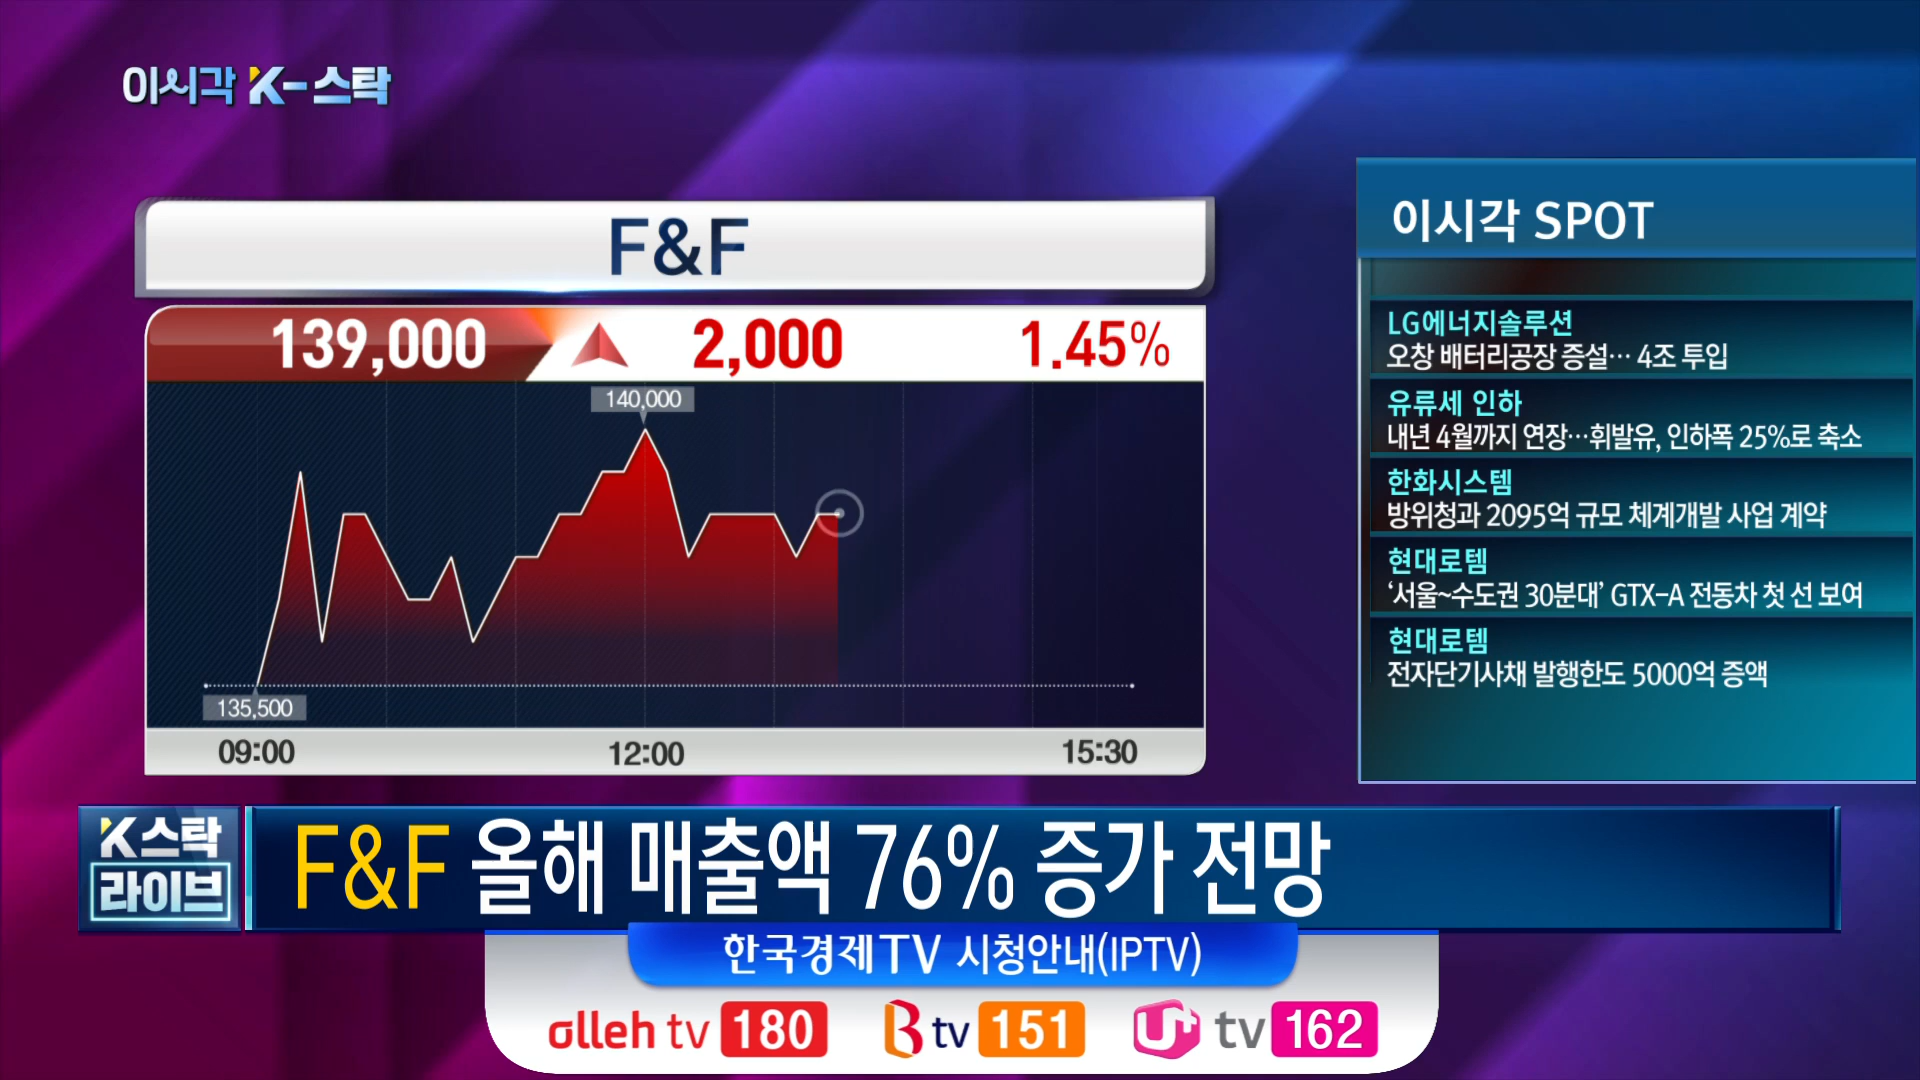 이시각 K-스탁
F&F
139,000 2,000 1.45%
140,000
135,500
09:00 12:00 15:30
이시각 SPOT
LG에너지솔루션
오창 배터리공장 증설… 4조 투입
유류세 인하
내년 4월까지 연장…휘발유, 인하폭 25%로 축소
한화시스템
방위청과 2095억 규모 체계개발 사업 계약
현대로템
‘서울~수도권 30분대’ GTX-A 전동차 첫 선 보여
현대로템
전자단기사채 발행한도 5000억 증액
K스탁
라이브
F&F 올해 매출액 76% 증가 전망
한국경제TV 시청안내(IPTV)
olleh tv 180 B tv 151 U+ tv 162